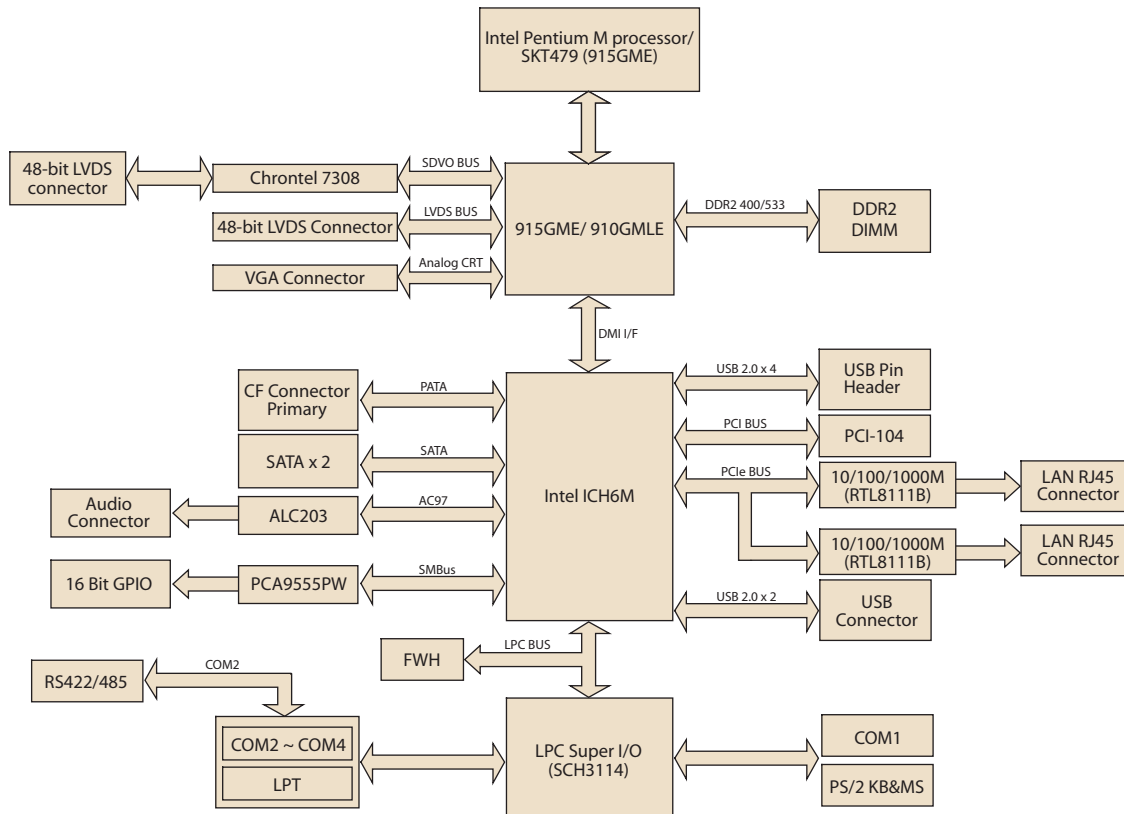 Intel Pentium M processor/
SKT479 (915GME)
48-bit LVDS
connector
Chrontel 7308
SDVO BUS
48-bit LVDS Connector
LVDS BUS
VGA Connector
Analog CRT
915GME/ 910GMLE
DDR2 400/533
DDR2
DIMM
DMI I/F
CF Connector
Primary
PATA
SATA x 2
SATA
Audio
Connector
ALC203
AC97
16 Bit GPIO
PCA9555PW
SMBus
Intel ICH6M
USB 2.0 x 4
USB Pin
Header
PCI BUS
PCI-104
PCIe BUS
10/100/1000M
(RTL8111B)
LAN RJ45
Connector
10/100/1000M
(RTL8111B)
LAN RJ45
Connector
USB 2.0 x 2
USB
Connector
FWH
LPC BUS
RS422/485
COM2
COM2 ~ COM4
LPT
LPC Super I/O
(SCH3114)
COM1
PS/2 KB&MS